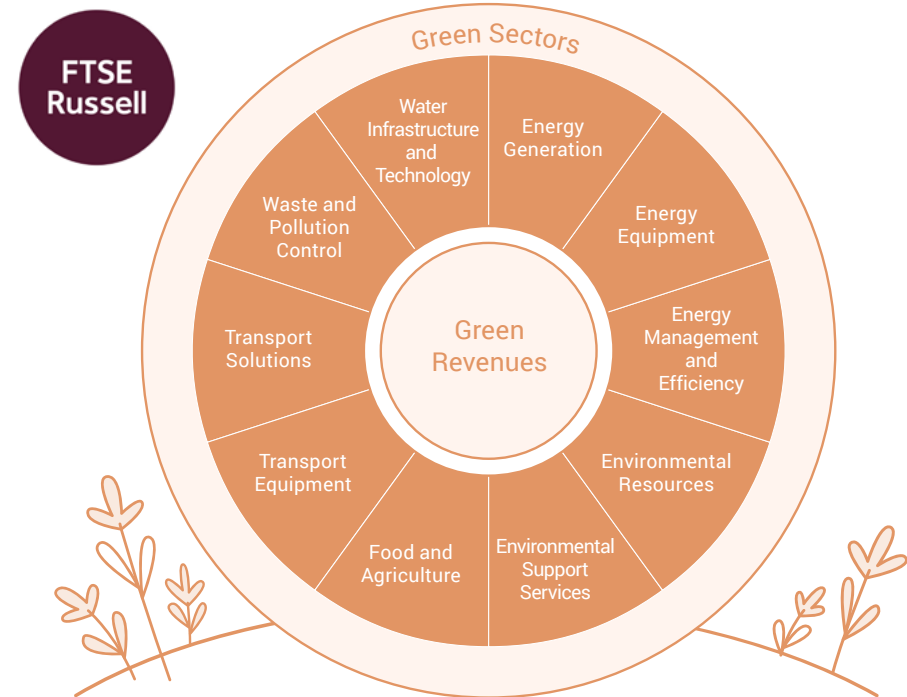 FTSE
Russell
Green Sectors
Water
Infrastructure
and
Technology
Energy
Generation
Energy
Equipment
Energy
Management
and
Efficiency
Environmental
Resources
Environmental
Support
Services
Food and
Agriculture
Transport
Equipment
Transport
Solutions
Waste and
Pollution
Control
Green
Revenues